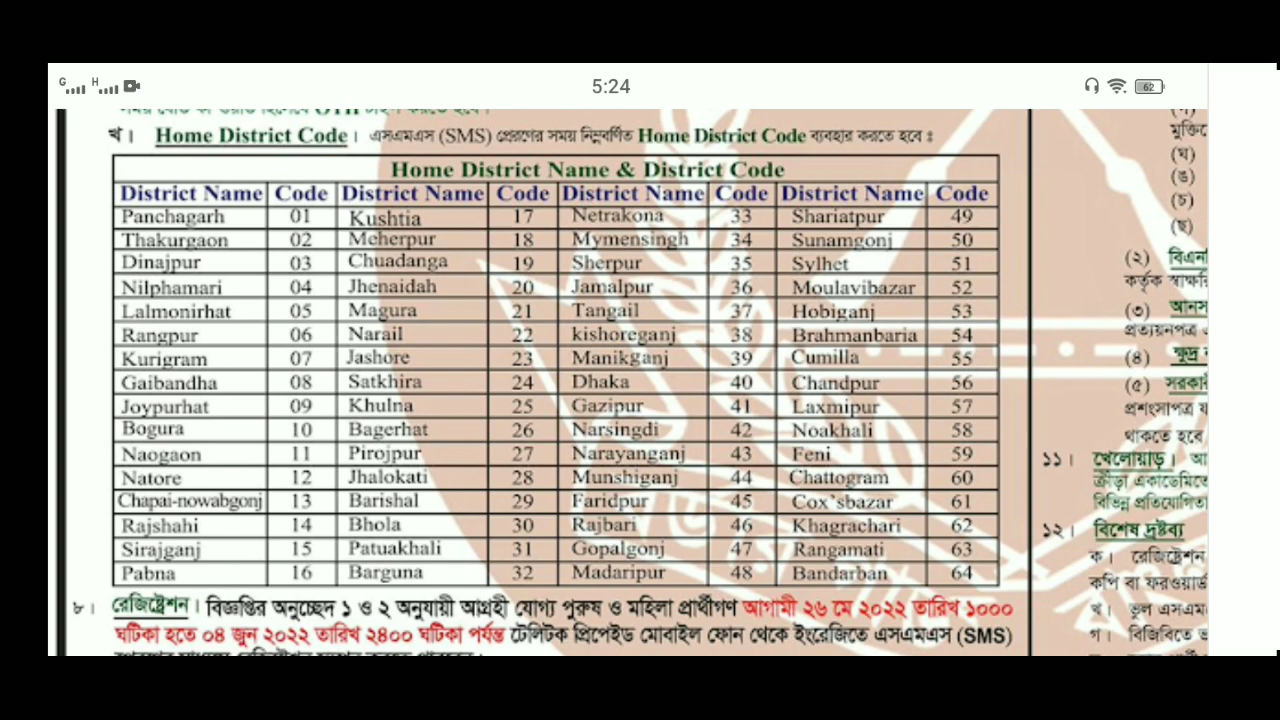 G H 5:24 62
খ। Home District Code। এসএমএস (SMS) প্রেরণের সময় নিম্নবর্ণিত Home District Code ব্যবহার করতে হবে ঃ
Home District Name & District Code
District Name Code District Name Code District Name Code District Name Code
Panchagarh 01 Kushtia 17 Netrakona 33 Shariatpur 49
Thakurgaon 02 Meherpur 18 Mymensingh 34 Sunamgonj 50
Dinajpur 03 Chuadanga 19 Sherpur 35 Sylhet 51
Nilphamari 04 Jhenaidah 20 Jamalpur 36 Moulavibazar 52
Lalmonirhat 05 Magura 21 Tangail 37 Hobiganj 53
Rangpur 06 Narail 22 kishoreganj 38 Brahmanbaria 54
Kurigram 07 Jashore 23 Manikganj 39 Cumilla 55
Gaibandha 08 Satkhira 24 Dhaka 40 Chandpur 56
Joypurhat 09 Khulna 25 Gazipur 41 Laxmipur 57
Bogura 10 Bagerhat 26 Narsingdi 42 Noakhali 58
Naogaon 11 Pirojpur 27 Narayanganj 43 Feni 59
Natore 12 Jhalokati 28 Munshiganj 44 Chattogram 60
Chapai-nowabgonj 13 Barishal 29 Faridpur 45 Cox'sbazar 61
Rajshahi 14 Bhola 30 Rajbari 46 Khagrachari 62
Sirajganj 15 Patuakhali 31 Gopalgonj 47 Rangamati 63
Pabna 16 Barguna 32 Madaripur 48 Bandarban 64
৮। রেজিষ্ট্রেশন। বিজ্ঞপ্তির অনুচ্ছেদ ১ ও ২ অনুযায়ী আগ্রহী যোগ্য পুরুষ ও মহিলা প্রার্থীগণ আগামী ২৬ মে ২০২২ তারিখ ১০০০
ঘটিকা হতে ০৪ জুন ২০২২ তারিখ ২৪০০ ঘটিকা পর্যন্ত টেলিটক প্রিপেইড মোবাইল ফোন থেকে ইংরেজিতে এসএমএস (SMS)
(ঘ)
(ঙ)
(চ)
(ছ)
(২)
কর্তৃক
(৩)
(৪) ক্ষুদ্র
(৫)
প্রশংসাপত্র
থাকতে হবে
১১। খেলোয়াড়।
বিভিন্ন
১২। বিশেষ দ্রষ্টব্য
ক। রেজিস্ট্রেশন
কপি বা
খ। ভুল
গ। বিজিবিতে